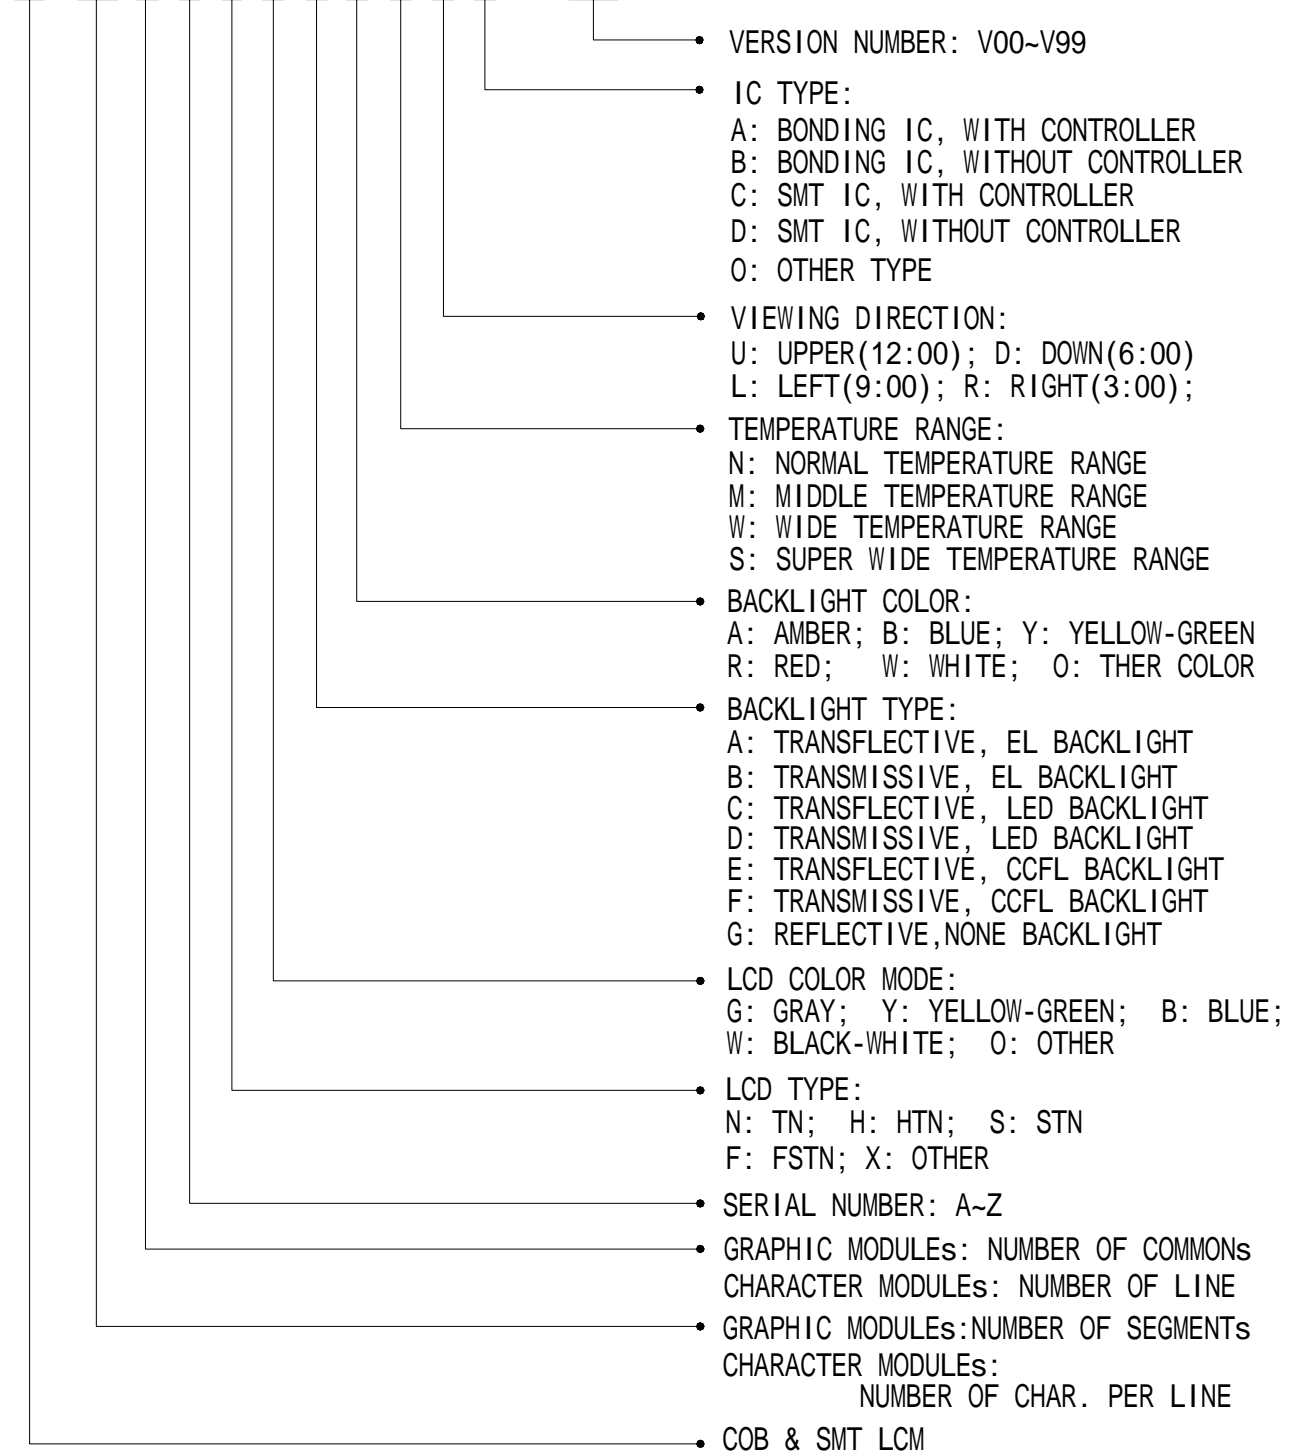 VERSION NUMBER: V00~V99
IC TYPE:
A: BONDING IC, WITH CONTROLLER
B: BONDING IC, WITHOUT CONTROLLER
C: SMT IC, WITH CONTROLLER
D: SMT IC, WITHOUT CONTROLLER
O: OTHER TYPE
VIEWING DIRECTION:
U: UPPER(12:00); D: DOWN(6:00)
L: LEFT(9:00); R: RIGHT(3:00);
TEMPERATURE RANGE:
N: NORMAL TEMPERATURE RANGE
M: MIDDLE TEMPERATURE RANGE
W: WIDE TEMPERATURE RANGE
S: SUPER WIDE TEMPERATURE RANGE
BACKLIGHT COLOR:
A: AMBER; B: BLUE; Y: YELLOW-GREEN
R: RED; W: WHITE; O: THER COLOR
BACKLIGHT TYPE:
A: TRANSFLECTIVE, EL BACKLIGHT
B: TRANSMISSIVE, EL BACKLIGHT
C: TRANSFLECTIVE, LED BACKLIGHT
D: TRANSMISSIVE, LED BACKLIGHT
E: TRANSFLECTIVE, CCFL BACKLIGHT
F: TRANSMISSIVE, CCFL BACKLIGHT
G: REFLECTIVE,NONE BACKLIGHT
LCD COLOR MODE:
G: GRAY; Y: YELLOW-GREEN; B: BLUE;
W: BLACK-WHITE; O: OTHER
LCD TYPE:
N: TN; H: HTN; S: STN
F: FSTN; X: OTHER
SERIAL NUMBER: A~Z
GRAPHIC MODULEs: NUMBER OF COMMONs
CHARACTER MODULEs: NUMBER OF LINE
GRAPHIC MODULEs:NUMBER OF SEGMENTs
CHARACTER MODULEs:
NUMBER OF CHAR. PER LINE
COB & SMT LCM